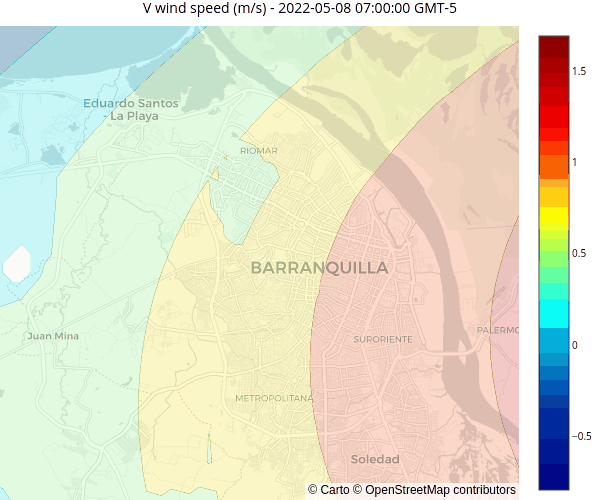 V wind speed (m/s) - 2022-05-08 07:00:00 GMT-5
Eduardo Santos
- La Playa
RIOMAR
BARRANQUILLA
Juan Mina
SURORIENTE
PALERMO
METROPOLITANA
Soledad
© Carto © OpenStreetMap contributors
1.5
1
0.5
0
−0.5